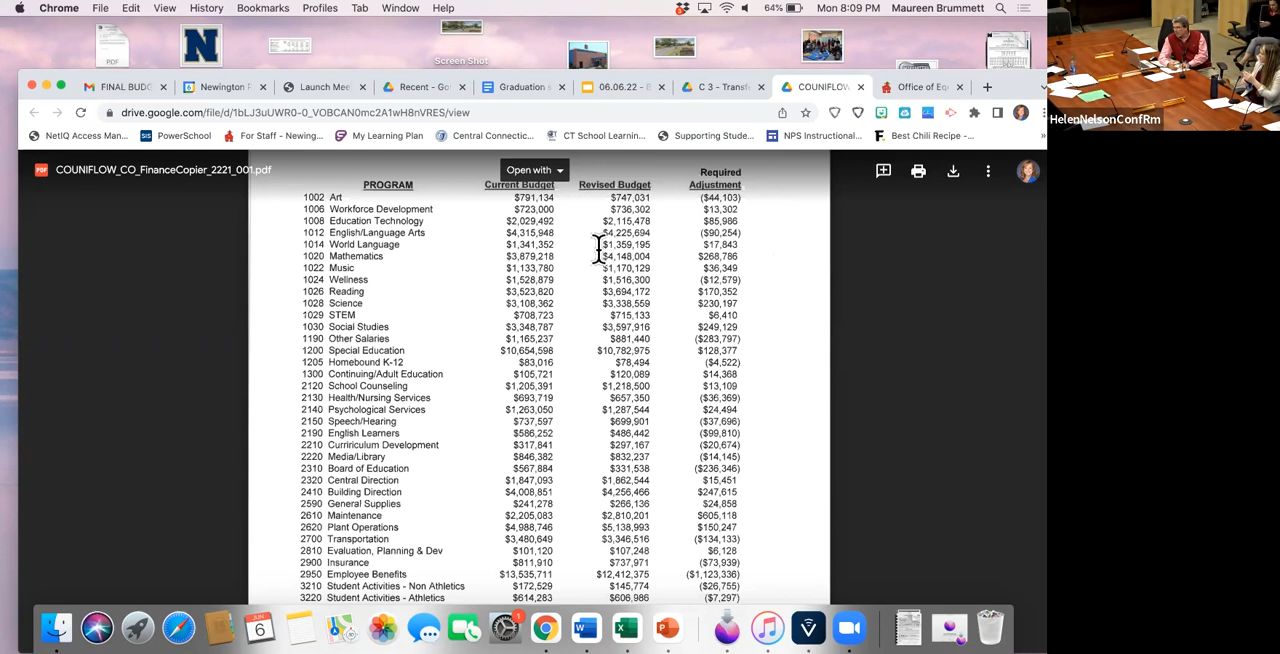 Chrome File Edit View History Bookmarks Profiles Tab Window Help 64% Mon 8:09 PM Maureen Brummett
PDF
N
Screen Shot
HelenNelsonConfRm
FINAL BUDG
Newington P
Launch Mee
Recent - Go
Graduation s
06.06.22 - B
C 3 - Transf
COUNIFLOW
Office of Eq
drive.google.com/file/d/1bLJ3uUWR0-0_VOBCAN0mc2A1wH8nVRES/view
NetIQ Access Man...
SIS PowerSchool
For Staff - Newing...
My Learning Plan
Central Connectic...
CT School Learnin...
Supporting Stude...
NPS Instructional...
F. Best Chili Recipe -...
PDF COUNIFLOW_CO_FinanceCopier_2221_001.pdf
Open with
Required
PROGRAM Current Budget Revised Budget Adjustment
1002 Art $791,134 $747,031 ($44,103)
1006 Workforce Development $723,000 $736,302 $13,302
1008 Education Technology $2,029,492 $2,115,478 $85,986
1012 English/Language Arts $4,315,948 $4,225,694 ($90,254)
1014 World Language $1,341,352 $1,359,195 $17,843
1020 Mathematics $3,879,218 $4,148,004 $268,786
1022 Music $1,133,780 $1,170,129 $36,349
1024 Wellness $1,528,879 $1,516,300 ($12,579)
1026 Reading $3,523,820 $3,694,172 $170,352
1028 Science $3,108,362 $3,338,559 $230,197
1029 STEM $708,723 $715,133 $6,410
1030 Social Studies $3,348,787 $3,597,916 $249,129
1190 Other Salaries $1,165,237 $881,440 ($283,797)
1200 Special Education $10,654,598 $10,782,975 $128,377
1205 Homebound K-12 $83,016 $78,494 ($4,522)
1300 Continuing/Adult Education $105,721 $120,089 $14,368
2120 School Counseling $1,205,391 $1,218,500 $13,109
2130 Health/Nursing Services $693,719 $657,350 ($36,369)
2140 Psychological Services $1,263,050 $1,287,544 $24,494
2150 Speech/Hearing $737,597 $699,901 ($37,696)
2190 English Learners $586,252 $486,442 ($99,810)
2210 Curriculum Development $317,841 $297,167 ($20,674)
2220 Media/Library $846,382 $832,237 ($14,145)
2310 Board of Education $567,884 $331,538 ($236,346)
2320 Central Direction $1,847,093 $1,862,544 $15,451
2410 Building Direction $4,008,851 $4,256,466 $247,615
2590 General Supplies $241,278 $266,136 $24,858
2610 Maintenance $2,205,083 $2,810,201 $605,118
2620 Plant Operations $4,988,746 $5,138,993 $150,247
2700 Transportation $3,480,649 $3,346,516 ($134,133)
2810 Evaluation, Planning & Dev $101,120 $107,248 $6,128
2900 Insurance $811,910 $737,971 ($73,939)
2950 Employee Benefits $13,535,711 $12,412,375 ($1,123,336)
3210 Student Activities - Non Athletics $172,529 $145,774 ($26,755)
3220 Student Activities - Athletics $614,283 $606,986 ($7,297)
JUN
6
1